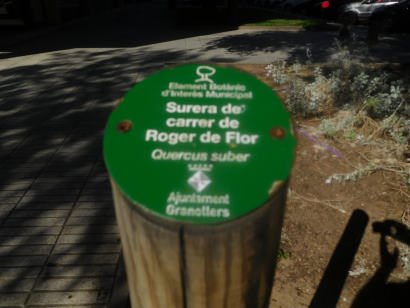 Element Botànic
d'Interès Municipal
Surera de
carrer de
Roger de Flor
Quercus suber
Ajuntament
Granollers